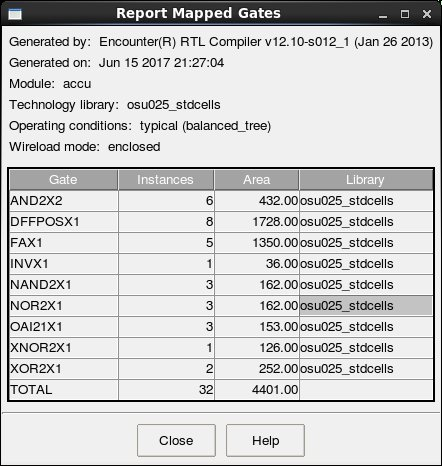 Report Mapped Gates
Generated by: Encounter(R) RTL Compiler v12.10-s012_1 (Jan 26 2013)
Generated on: Jun 15 2017 21:27:04
Module: accu
Technology library: osu025_stdcells
Operating conditions: typical (balanced_tree)
Wireload mode: enclosed
Gate Instances Area Library
AND2X2 6 432.00 osu025_stdcells
DFFPOSX1 8 1728.00 osu025_stdcells
FAX1 5 1350.00 osu025_stdcells
INVX1 1 36.00 osu025_stdcells
NAND2X1 3 162.00 osu025_stdcells
NOR2X1 3 162.00 osu025_stdcells
OAI21X1 3 153.00 osu025_stdcells
XNOR2X1 1 126.00 osu025_stdcells
XOR2X1 2 252.00 osu025_stdcells
TOTAL 32 4401.00
Close Help